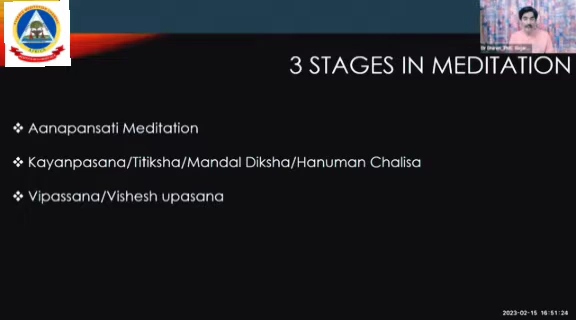 3 STAGES IN MEDITATION
❖ Aanapansati Meditation
❖ Kayanpasana/Titiksha/Mandal Diksha/Hanuman Chalisa
❖ Vipassana/Vishesh upasana
2023-02-15 16:51:24